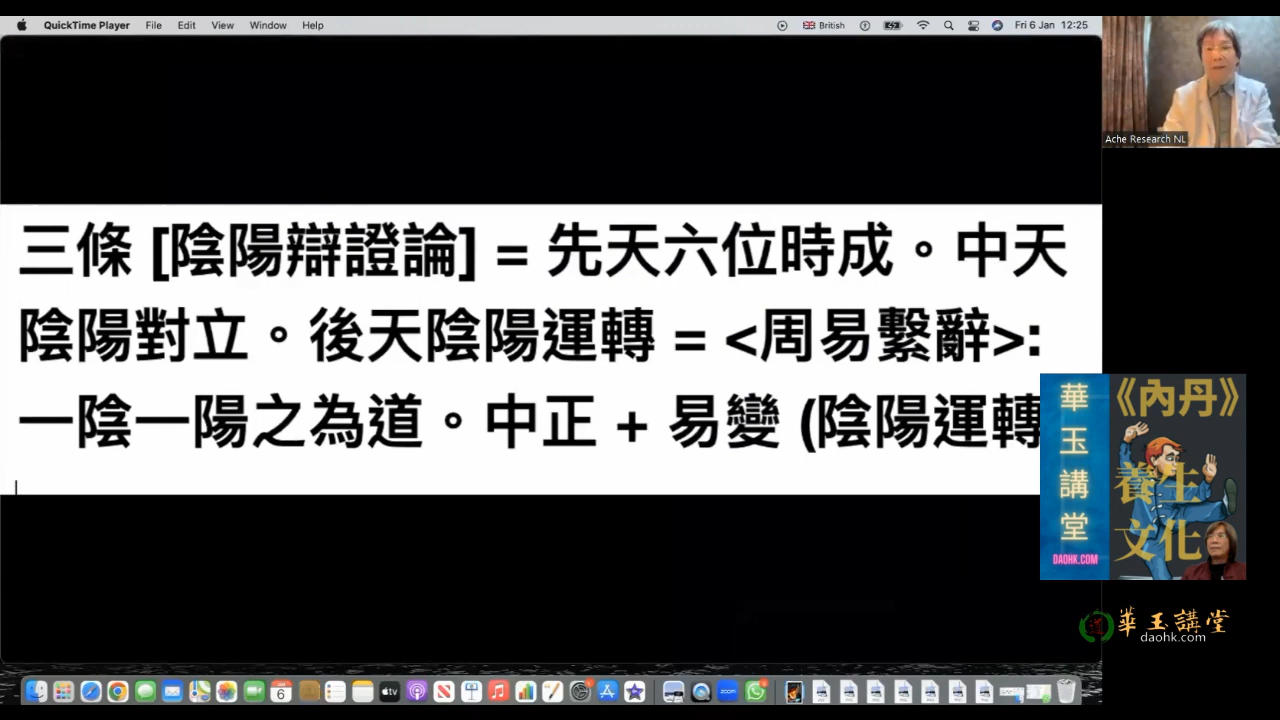 QuickTime Player File Edit View Window Help British Fri 6 Jan 12:25
Ache Research NL
三條 [陰陽辯證論] = 先天六位時成。中天
陰陽對立。後天陰陽運轉 = <周易繫辭>:
一陰一陽之為道。中正 + 易變 (陰陽運轉
華玉講堂
DAOHK.COM
《內丹》
養生
文化
華玉講堂
daohk.com
6
tv
zoom